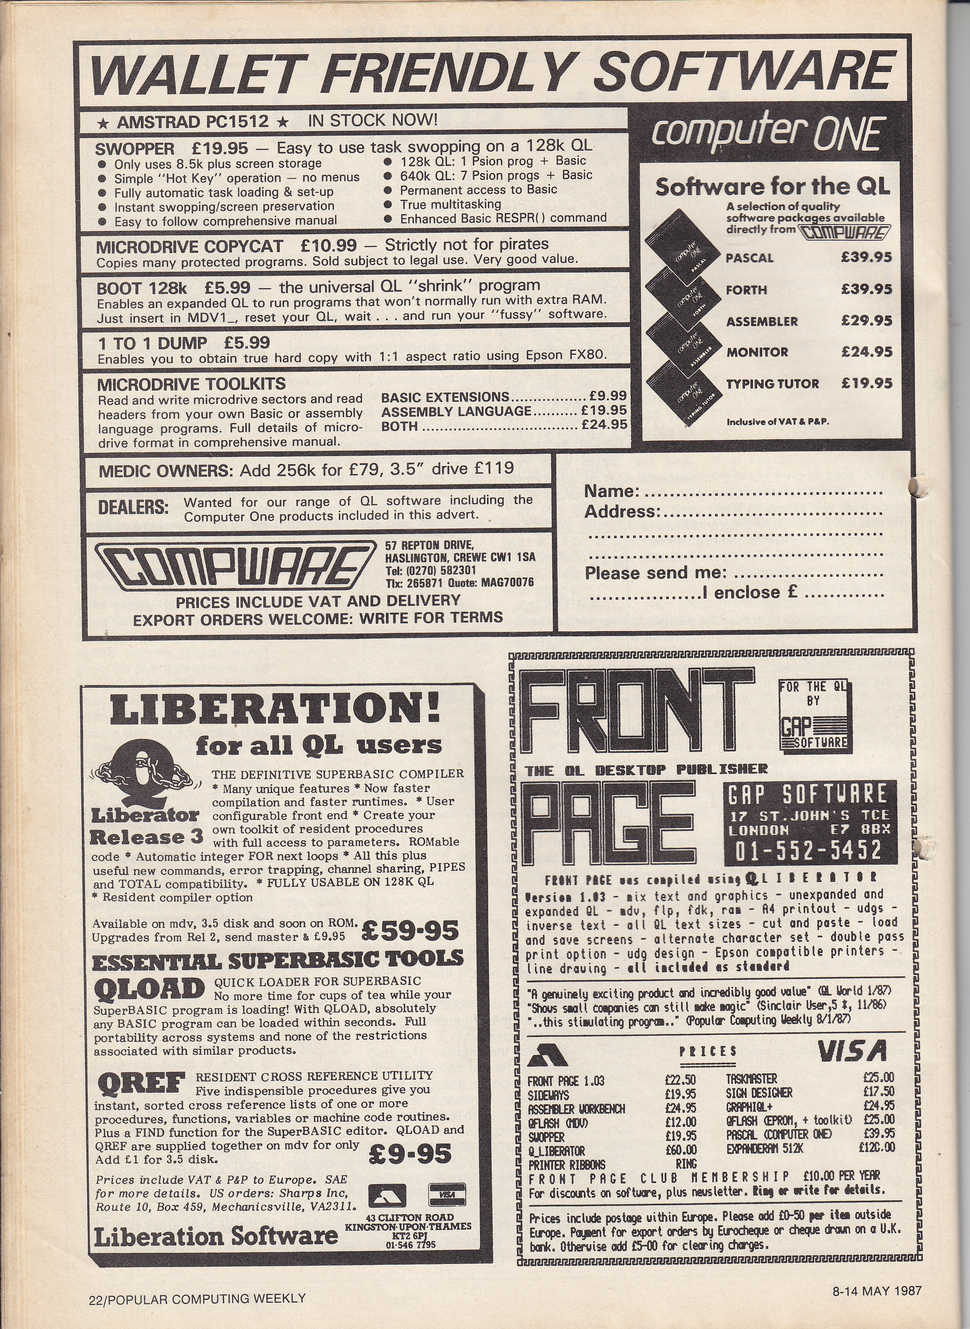 WALLET FRIENDLY SOFTWARE
★ AMSTRAD PC1512 ★ IN STOCK NOW!
SWOPPER £19.95 — Easy to use task swopping on a 128k QL
● Only uses 8.5k plus screen storage
● Simple "Hot Key" operation — no menus
● Fully automatic task loading & set-up
● Instant swopping/screen preservation
● Easy to follow comprehensive manual
● 128k QL: 1 Psion prog + Basic
● 640k QL: 7 Psion progs + Basic
● Permanent access to Basic
● True multitasking
● Enhanced Basic RESPR() command
MICRODRIVE COPYCAT £10.99 — Strictly not for pirates
Copies many protected programs. Sold subject to legal use. Very good value.
BOOT 128k £5.99 — the universal QL "shrink" program
Enables an expanded QL to run programs that won't normally run with extra RAM.
Just insert in MDV1_, reset your QL, wait . . . and run your "fussy" software.
1 TO 1 DUMP £5.99
Enables you to obtain true hard copy with 1:1 aspect ratio using Epson FX80.
MICRODRIVE TOOLKITS
Read and write microdrive sectors and read
headers from your own Basic or assembly
language programs. Full details of micro-
drive format in comprehensive manual.
BASIC EXTENSIONS................£9.99
ASSEMBLY LANGUAGE..........£19.95
BOTH ...................................£24.95
computer ONE
Software for the QL
A selection of quality
software packages available
directly from COMPWARE
computer ONE PASCAL
PASCAL £39.95
computer ONE FORTH
FORTH £39.95
computer ONE ASSEMBLER
ASSEMBLER £29.95
MONITOR £24.95
computer ONE TYPING TUTOR
TYPING TUTOR £19.95
Inclusive of VAT & P&P.
MEDIC OWNERS: Add 256k for £79, 3.5" drive £119
DEALERS: Wanted for our range of QL software including the
Computer One products included in this advert.
COMPWARE
57 REPTON DRIVE,
HASLINGTON, CREWE CW1 1SA
Tel: (0270) 582301
Tlx: 265871 Quote: MAG70076
PRICES INCLUDE VAT AND DELIVERY
EXPORT ORDERS WELCOME: WRITE FOR TERMS
Name: ....................................
Address:..................................
................................................
................................................
Please send me: ........................
...................I enclose £ .............
LIBERATION!
for all QL users
Q
Liberator
Release 3
THE DEFINITIVE SUPERBASIC COMPILER
* Many unique features * Now faster
compilation and faster runtimes. * User
configurable front end * Create your
own toolkit of resident procedures
with full access to parameters. ROMable
code * Automatic integer FOR next loops * All this plus
useful new commands, error trapping, channel sharing, PIPES
and TOTAL compatibility. * FULLY USABLE ON 128K QL
* Resident compiler option
Available on mdv, 3.5 disk and soon on ROM.
Upgrades from Rel 2, send master & £9.95
£59·95
ESSENTIAL SUPERBASIC TOOLS
QLOAD QUICK LOADER FOR SUPERBASIC
No more time for cups of tea while your
SuperBASIC program is loading! With QLOAD, absolutely
any BASIC program can be loaded within seconds. Full
portability across systems and none of the restrictions
associated with similar products.
QREF RESIDENT CROSS REFERENCE UTILITY
Five indispensible procedures give you
instant, sorted cross reference lists of one or more
procedures, functions, variables or machine code routines.
Plus a FIND function for the SuperBASIC editor. QLOAD and
QREF are supplied together on mdv for only
Add £1 for 3.5 disk.
£9·95
Prices include VAT & P&P to Europe. SAE
for more details. US orders: Sharps Inc,
Route 10, Box 459, Mechanicsville, VA2311.
VISA
Liberation Software
43 CLIFTON ROAD
KINGSTON-UPON-THAMES
KT2 6PJ
01-546 7795
FRONT
FOR THE QL
BY
GAP
SOFTWARE
THE QL DESKTOP PUBLISHER
PAGE
GAP SOFTWARE
17 ST.JOHN'S TCE
LONDON E7 8BX
01-552-5452
FRONT PAGE was compiled using Q LIBERATOR
Version 1.03 - mix text and graphics - unexpanded and
expanded QL - mdv, flp, fdk, ram - A4 printout - udgs -
inverse text - all QL text sizes - cut and paste - load
and save screens - alternate character set - double pass
print option - udg design - Epson compatible printers -
line drawing - all included as standard
"A genuinely exciting product and incredibly good value" (QL World 1/87)
"Shows small companies can still make magic" (Sinclair User,5 *, 11/86)
"..this stimulating program.." (Popular Computing Weekly 8/1/87)
PRICES
VISA
FRONT PAGE 1.03 £22.50
SIDEWAYS £19.95
ASSEMBLER WORKBENCH £24.95
QFLASH (MDV) £12.00
SWOPPER £19.95
Q_LIBERATOR £60.00
PRINTER RIBBONS RING
TASKMASTER £25.00
SIGN DESIGNER £17.50
GRAPHIQL+ £24.95
QFLASH (EPROM, + toolkit) £25.00
PASCAL (COMPUTER ONE) £39.95
EXPANDERAM 512K £120.00
FRONT PAGE CLUB MEMBERSHIP £10.00 PER YEAR
For discounts on software, plus newsletter. Ring or write for details.
Prices include postage within Europe. Please add £0-50 per item outside
Europe. Payment for export orders by Eurocheque or cheque drawn on a U.K.
bank. Otherwise add £5-00 for clearing charges.
22/POPULAR COMPUTING WEEKLY
8-14 MAY 1987